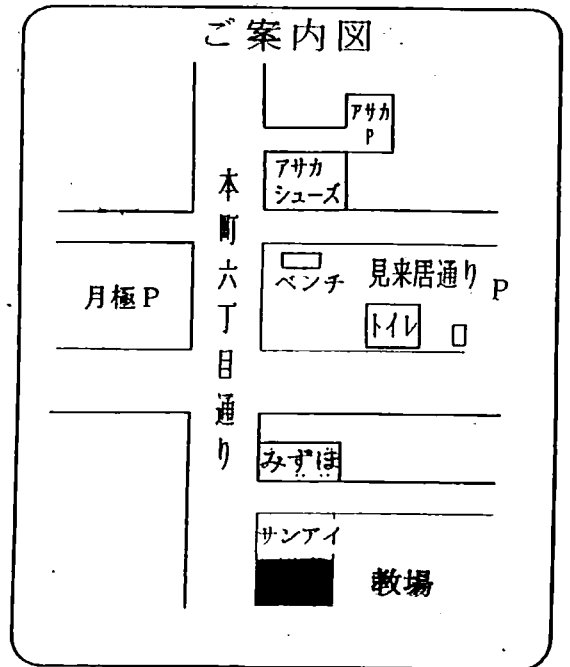 ご案内図
アサカ
P
アサカ
シューズ
本町六丁目通り
月極P
ベンチ
見来居通り
P
トイレ
みずほ
サンアイ
教場